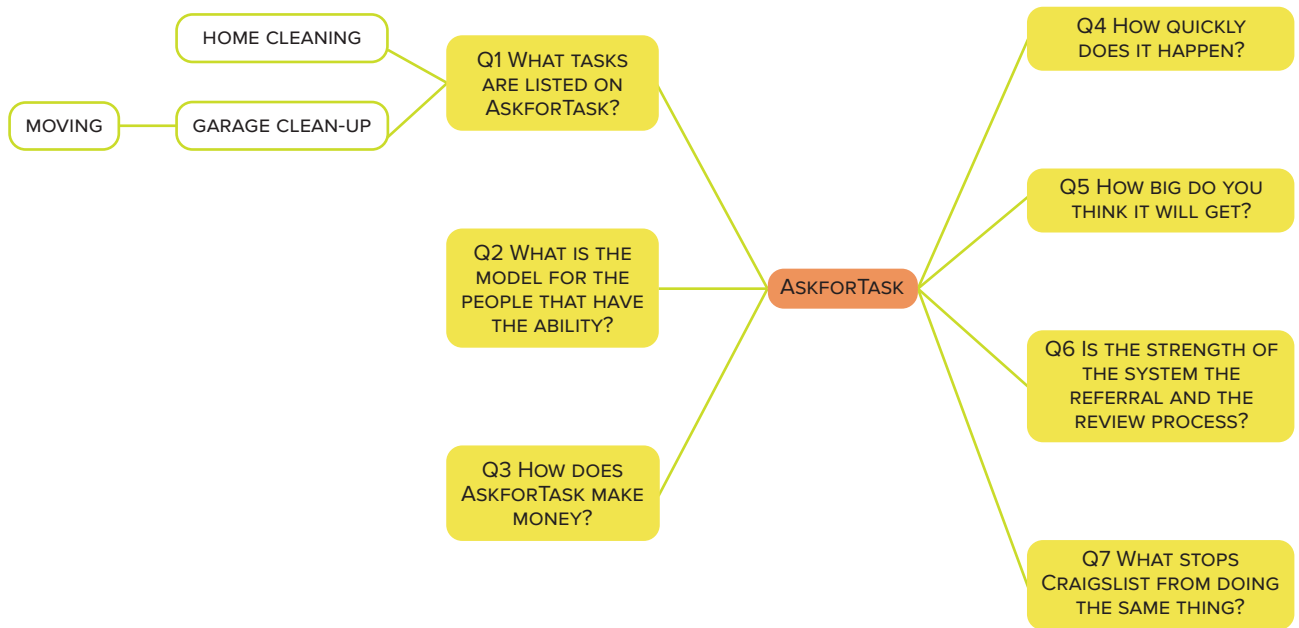 HOME CLEANING
MOVING
GARAGE CLEAN-UP
Q1 WHAT TASKS
ARE LISTED ON
ASKFORTASK?
Q2 WHAT IS THE
MODEL FOR THE
PEOPLE THAT HAVE
THE ABILITY?
Q3 HOW DOES
ASKFORTASK MAKE
MONEY?
ASKFORTASK
Q4 HOW QUICKLY
DOES IT HAPPEN?
Q5 HOW BIG DO YOU
THINK IT WILL GET?
Q6 IS THE STRENGTH OF
THE SYSTEM THE
REFERRAL AND THE
REVIEW PROCESS?
Q7 WHAT STOPS
CRAIGSLIST FROM DOING
THE SAME THING?